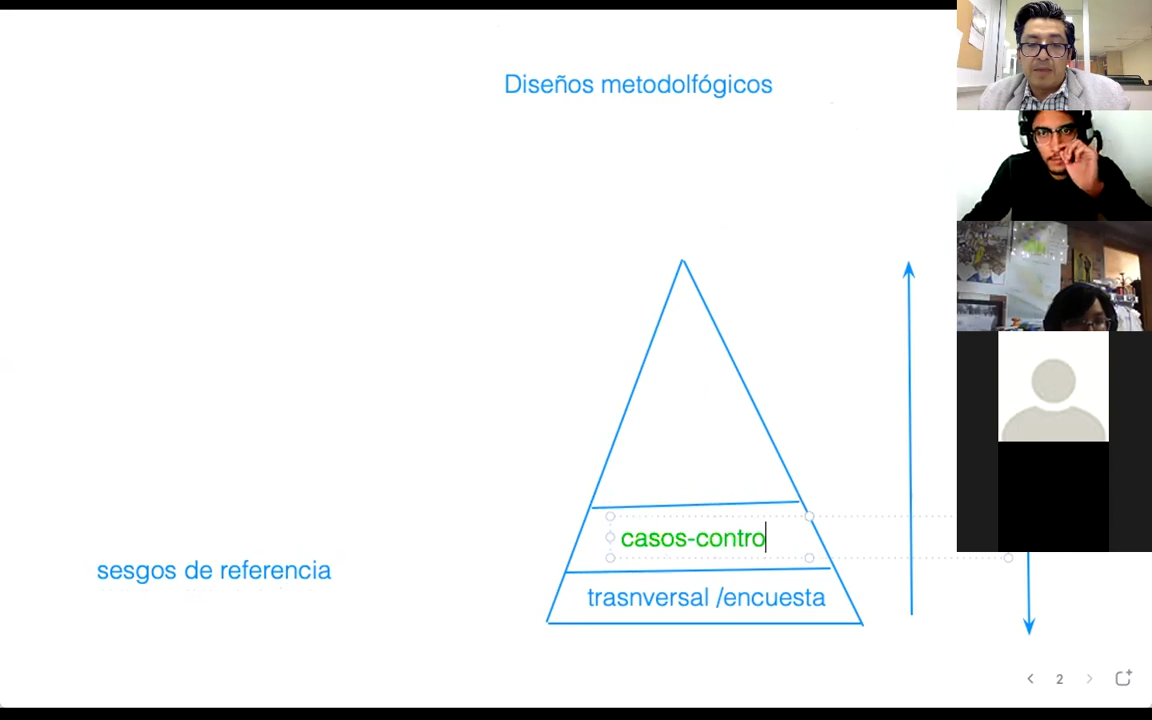 Diseños metodolfógicos
casos-contro
sesgos de referencia
trasnversal /encuesta
2